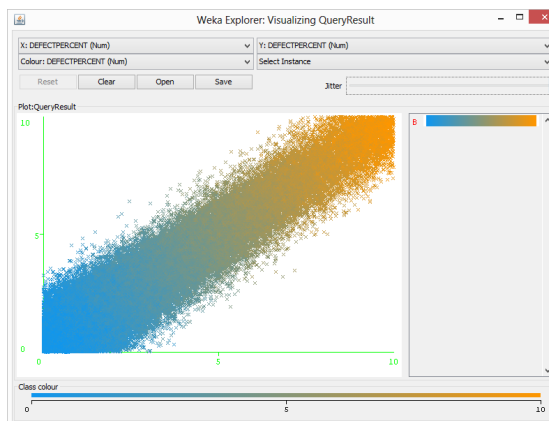 Weka Explorer: Visualizing QueryResult
X: DEFECTPERCENT (Num)
Y: DEFECTPERCENT (Num)
Colour: DEFECTPERCENT (Num)
Select Instance
Reset
Clear
Open
Save
Jitter
Plot:QueryResult
10
5
0
0
5
10
B
Class colour
0
5
10